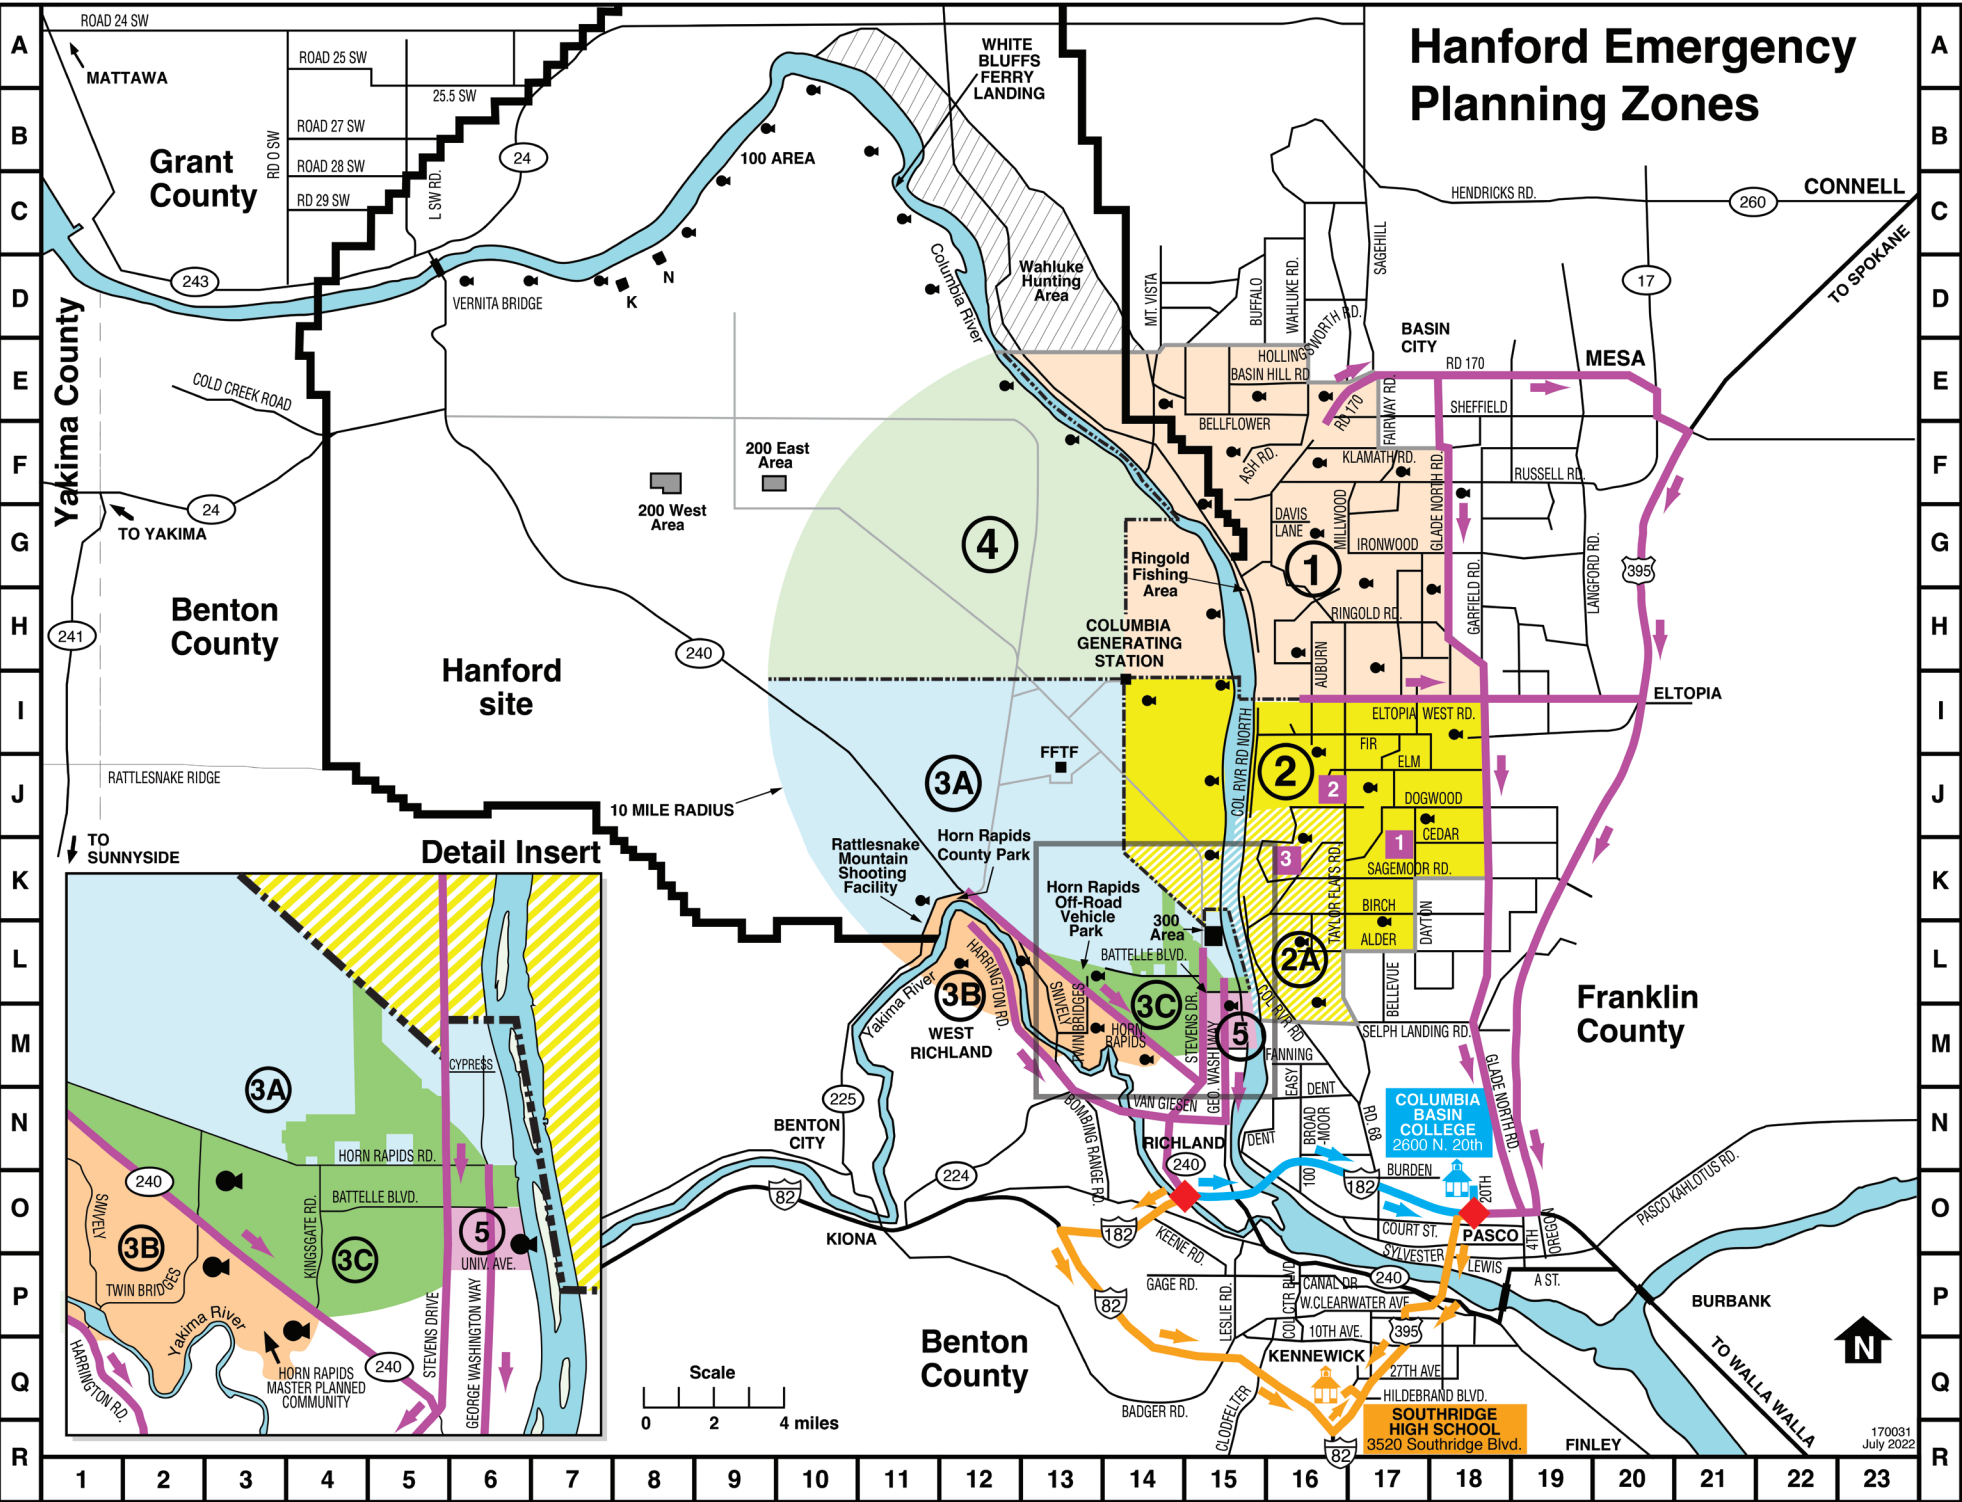 Hanford Emergency
Planning Zones
A
B
C
D
E
F
G
H
I
J
K
L
M
N
O
P
Q
R
A
B
C
D
E
F
G
H
I
J
K
L
M
N
O
P
Q
R
1
2
3
4
5
6
7
8
9
10
11
12
13
14
15
16
17
18
19
20
21
22
23
ROAD 24 SW
MATTAWA
ROAD 25 SW
25.5 SW
ROAD 27 SW
ROAD 28 SW
RD 29 SW
RD O SW
L SW RD.
Grant
County
24
243
VERNITA BRIDGE
100 AREA
K
N
WHITE
BLUFFS
FERRY
LANDING
Columbia River
Wahluke
Hunting
Area
MT. VISTA
BUFFALO
WAHLUKE RD.
SAGEHILL
HENDRICKS RD.
260
CONNELL
TO SPOKANE
17
HOLLINGSWORTH RD.
BASIN
CITY
RD 170
MESA
BASIN HILL RD
RD 170
FAIRWAY RD.
SHEFFIELD
BELLFLOWER
ASH RD.
KLAMATH RD.
RUSSELL RD.
Yakima County
COLD CREEK ROAD
24
TO YAKIMA
241
Benton
County
Hanford
site
200 East
Area
200 West
Area
4
240
DAVIS
LANE
MILLWOOD
IRONWOOD
GLADE NORTH RD.
GARFIELD RD.
LANGFORD RD.
395
1
Ringold
Fishing
Area
RINGOLD RD.
COLUMBIA
GENERATING
STATION
AUBURN
ELTOPIA
ELTOPIA WEST RD.
COL RVR RD NORTH
FIR
ELM
2
2
DOGWOOD
CEDAR
1
3
SAGEMOOR RD.
TAYLOR FLATS RD.
BIRCH
ALDER
DAYTON
2A
BELLEVUE
COL RVR RD
SELPH LANDING RD.
Franklin
County
RATTLESNAKE RIDGE
TO
SUNNYSIDE
10 MILE RADIUS
3A
FFTF
Rattlesnake
Mountain
Shooting
Facility
Horn Rapids
County Park
Horn Rapids
Off-Road
Vehicle
Park
300
Area
BATTELLE BLVD.
HARRINGTON RD.
SNIVELY
TWIN BRIDGES
HORN
RAPIDS
STEVENS DR.
GEO. WASH. WAY
3B
3C
5
WEST
RICHLAND
Yakima River
FANNING
EASY
DENT
BROAD
-MOOR
RD. 68
DENT
100
GLADE NORTH RD.
COLUMBIA
BASIN
COLLEGE
2600 N. 20th
225
BENTON
CITY
BOMBING RANGE RD.
VAN GIESEN
RICHLAND
240
224
82
KIONA
182
BURDEN
182
20TH
COURT ST.
PASCO
4TH
OREGON
PASCO KAHLOTUS RD.
SYLVESTER
LEWIS
A ST.
KEENE RD.
GAGE RD.
LESLIE RD.
COL CTR BLVD
CANAL DR.
240
W.CLEARWATER AVE
10TH AVE.
395
82
KENNEWICK
27TH AVE
HILDEBRAND BLVD.
BADGER RD.
CLODFELTER
SOUTHRIDGE
HIGH SCHOOL
3520 Southridge Blvd.
82
FINLEY
BURBANK
TO WALLA WALLA
N
170031
July 2022
Benton
County
Scale
0
2
4 miles
Detail Insert
3A
CYPRESS
HORN RAPIDS RD.
BATTELLE BLVD.
240
SNIVELY
3B
TWIN BRIDGES
KINGSGATE RD.
3C
5
UNIV. AVE.
Yakima River
HARRINGTON RD.
HORN RAPIDS
MASTER PLANNED
COMMUNITY
240
STEVENS DRIVE
GEORGE WASHINGTON WAY